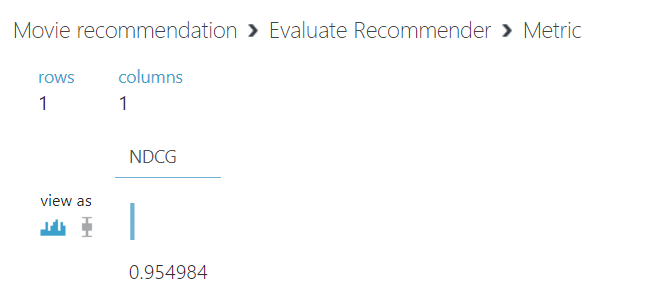 Movie recommendation > Evaluate Recommender > Metric
rows columns
1 1
NDCG
view as
0.954984